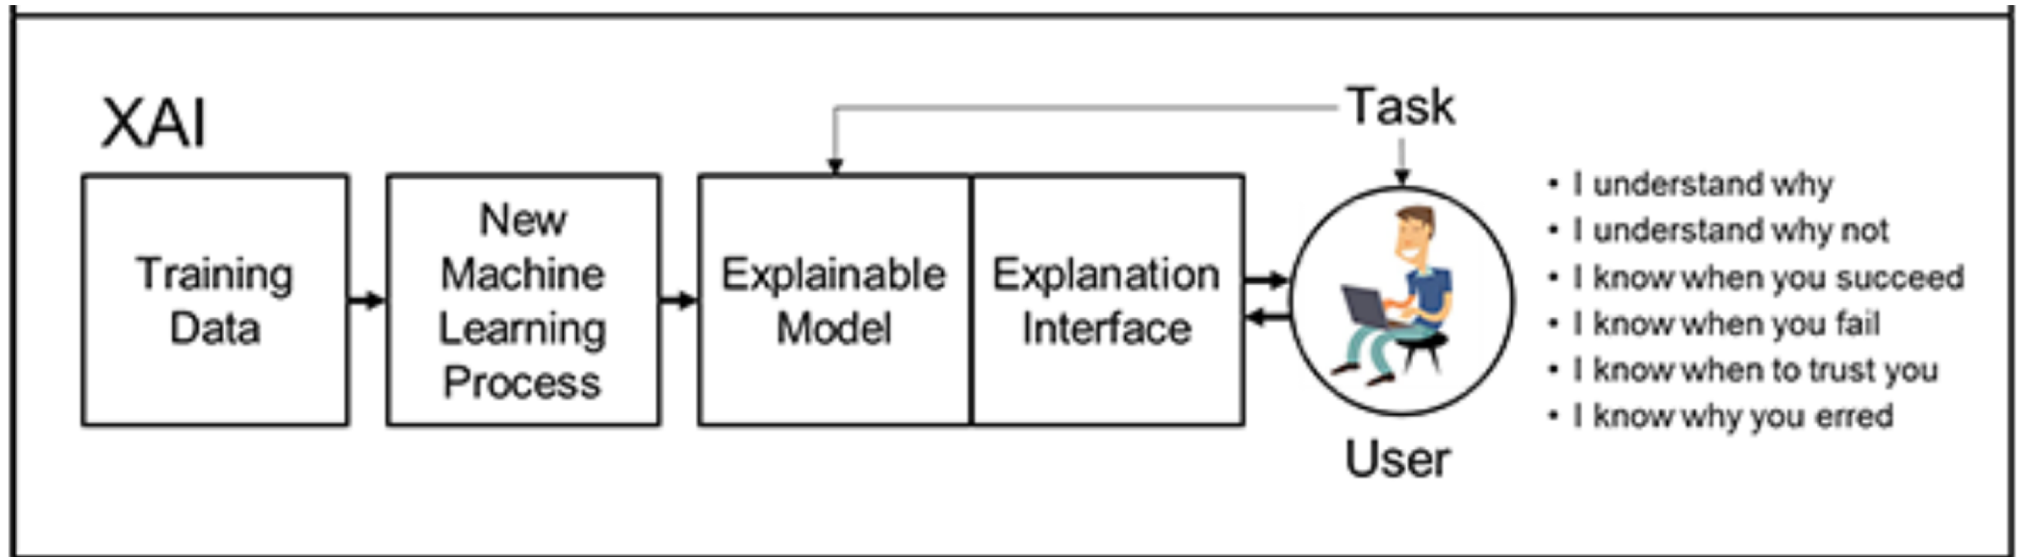 XAI
Task
Training
Data
New
Machine
Learning
Process
Explainable
Model
Explanation
Interface
User
• I understand why
• I understand why not
• I know when you succeed
• I know when you fail
• I know when to trust you
• I know why you erred